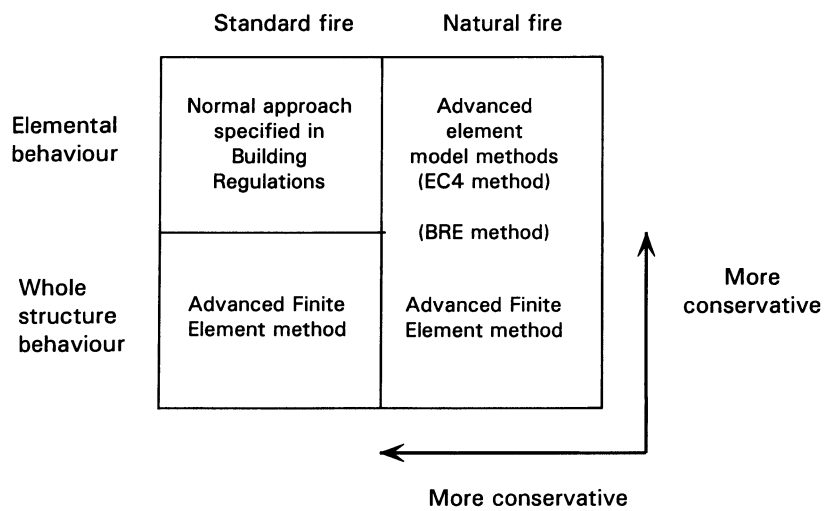 Standard fire
Natural fire
Elemental
behaviour
Normal approach
specified in
Building
Regulations
Advanced
element
model methods
(EC4 method)
(BRE method)
Whole
structure
behaviour
Advanced Finite
Element method
Advanced Finite
Element method
More
conservative
More conservative